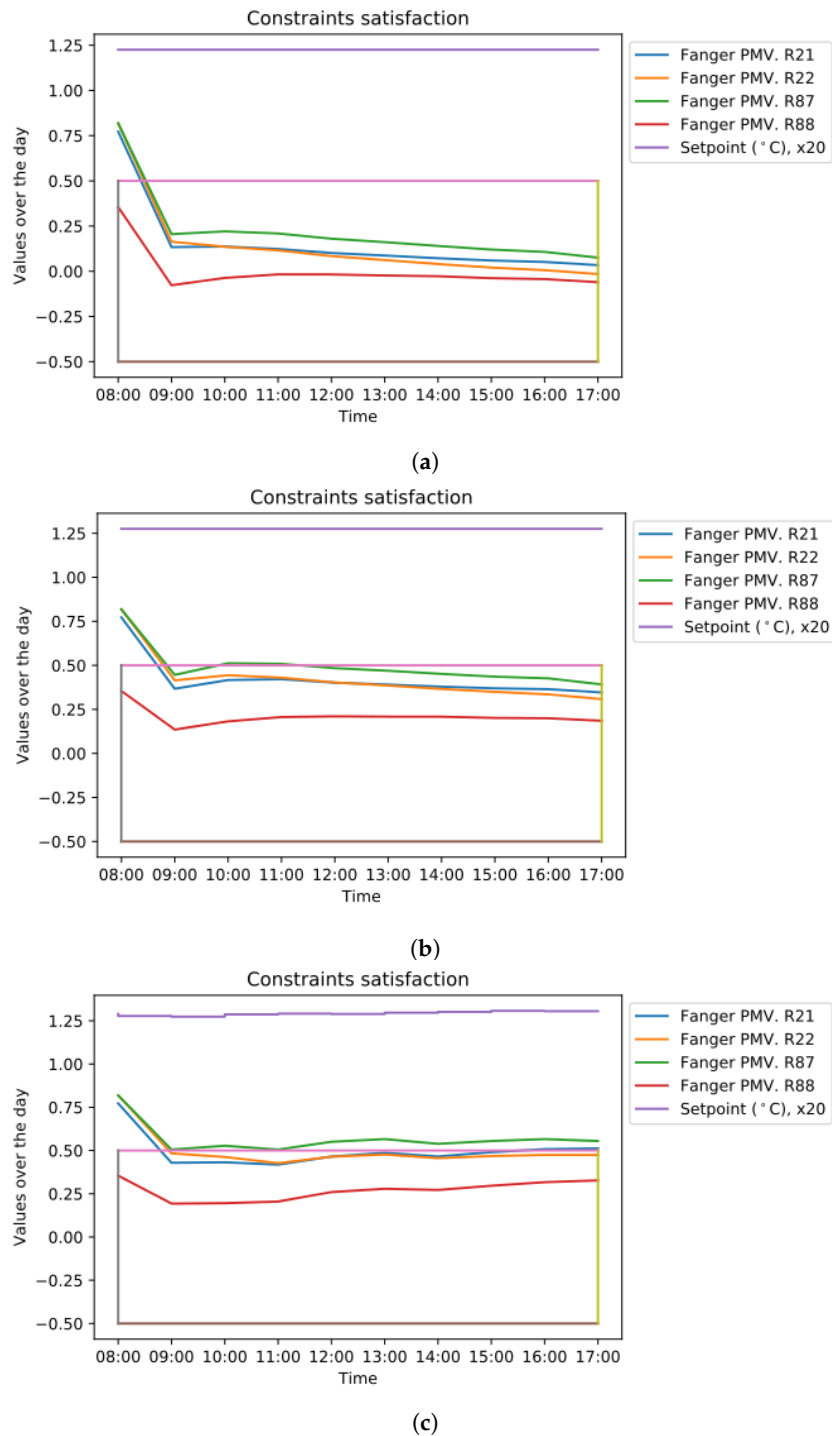 Constraints satisfaction
1.25
1.00
0.75
0.50
0.25
0.00
−0.25
−0.50
Values over the day
08:00 09:00 10:00 11:00 12:00 13:00 14:00 15:00 16:00 17:00
Time
Fanger PMV. R21
Fanger PMV. R22
Fanger PMV. R87
Fanger PMV. R88
Setpoint (°C), x20
(a)
Constraints satisfaction
1.25
1.00
0.75
0.50
0.25
0.00
−0.25
−0.50
Values over the day
08:00 09:00 10:00 11:00 12:00 13:00 14:00 15:00 16:00 17:00
Time
Fanger PMV. R21
Fanger PMV. R22
Fanger PMV. R87
Fanger PMV. R88
Setpoint (°C), x20
(b)
Constraints satisfaction
1.25
1.00
0.75
0.50
0.25
0.00
−0.25
−0.50
Values over the day
08:00 09:00 10:00 11:00 12:00 13:00 14:00 15:00 16:00 17:00
Time
Fanger PMV. R21
Fanger PMV. R22
Fanger PMV. R87
Fanger PMV. R88
Setpoint (°C), x20
(c)